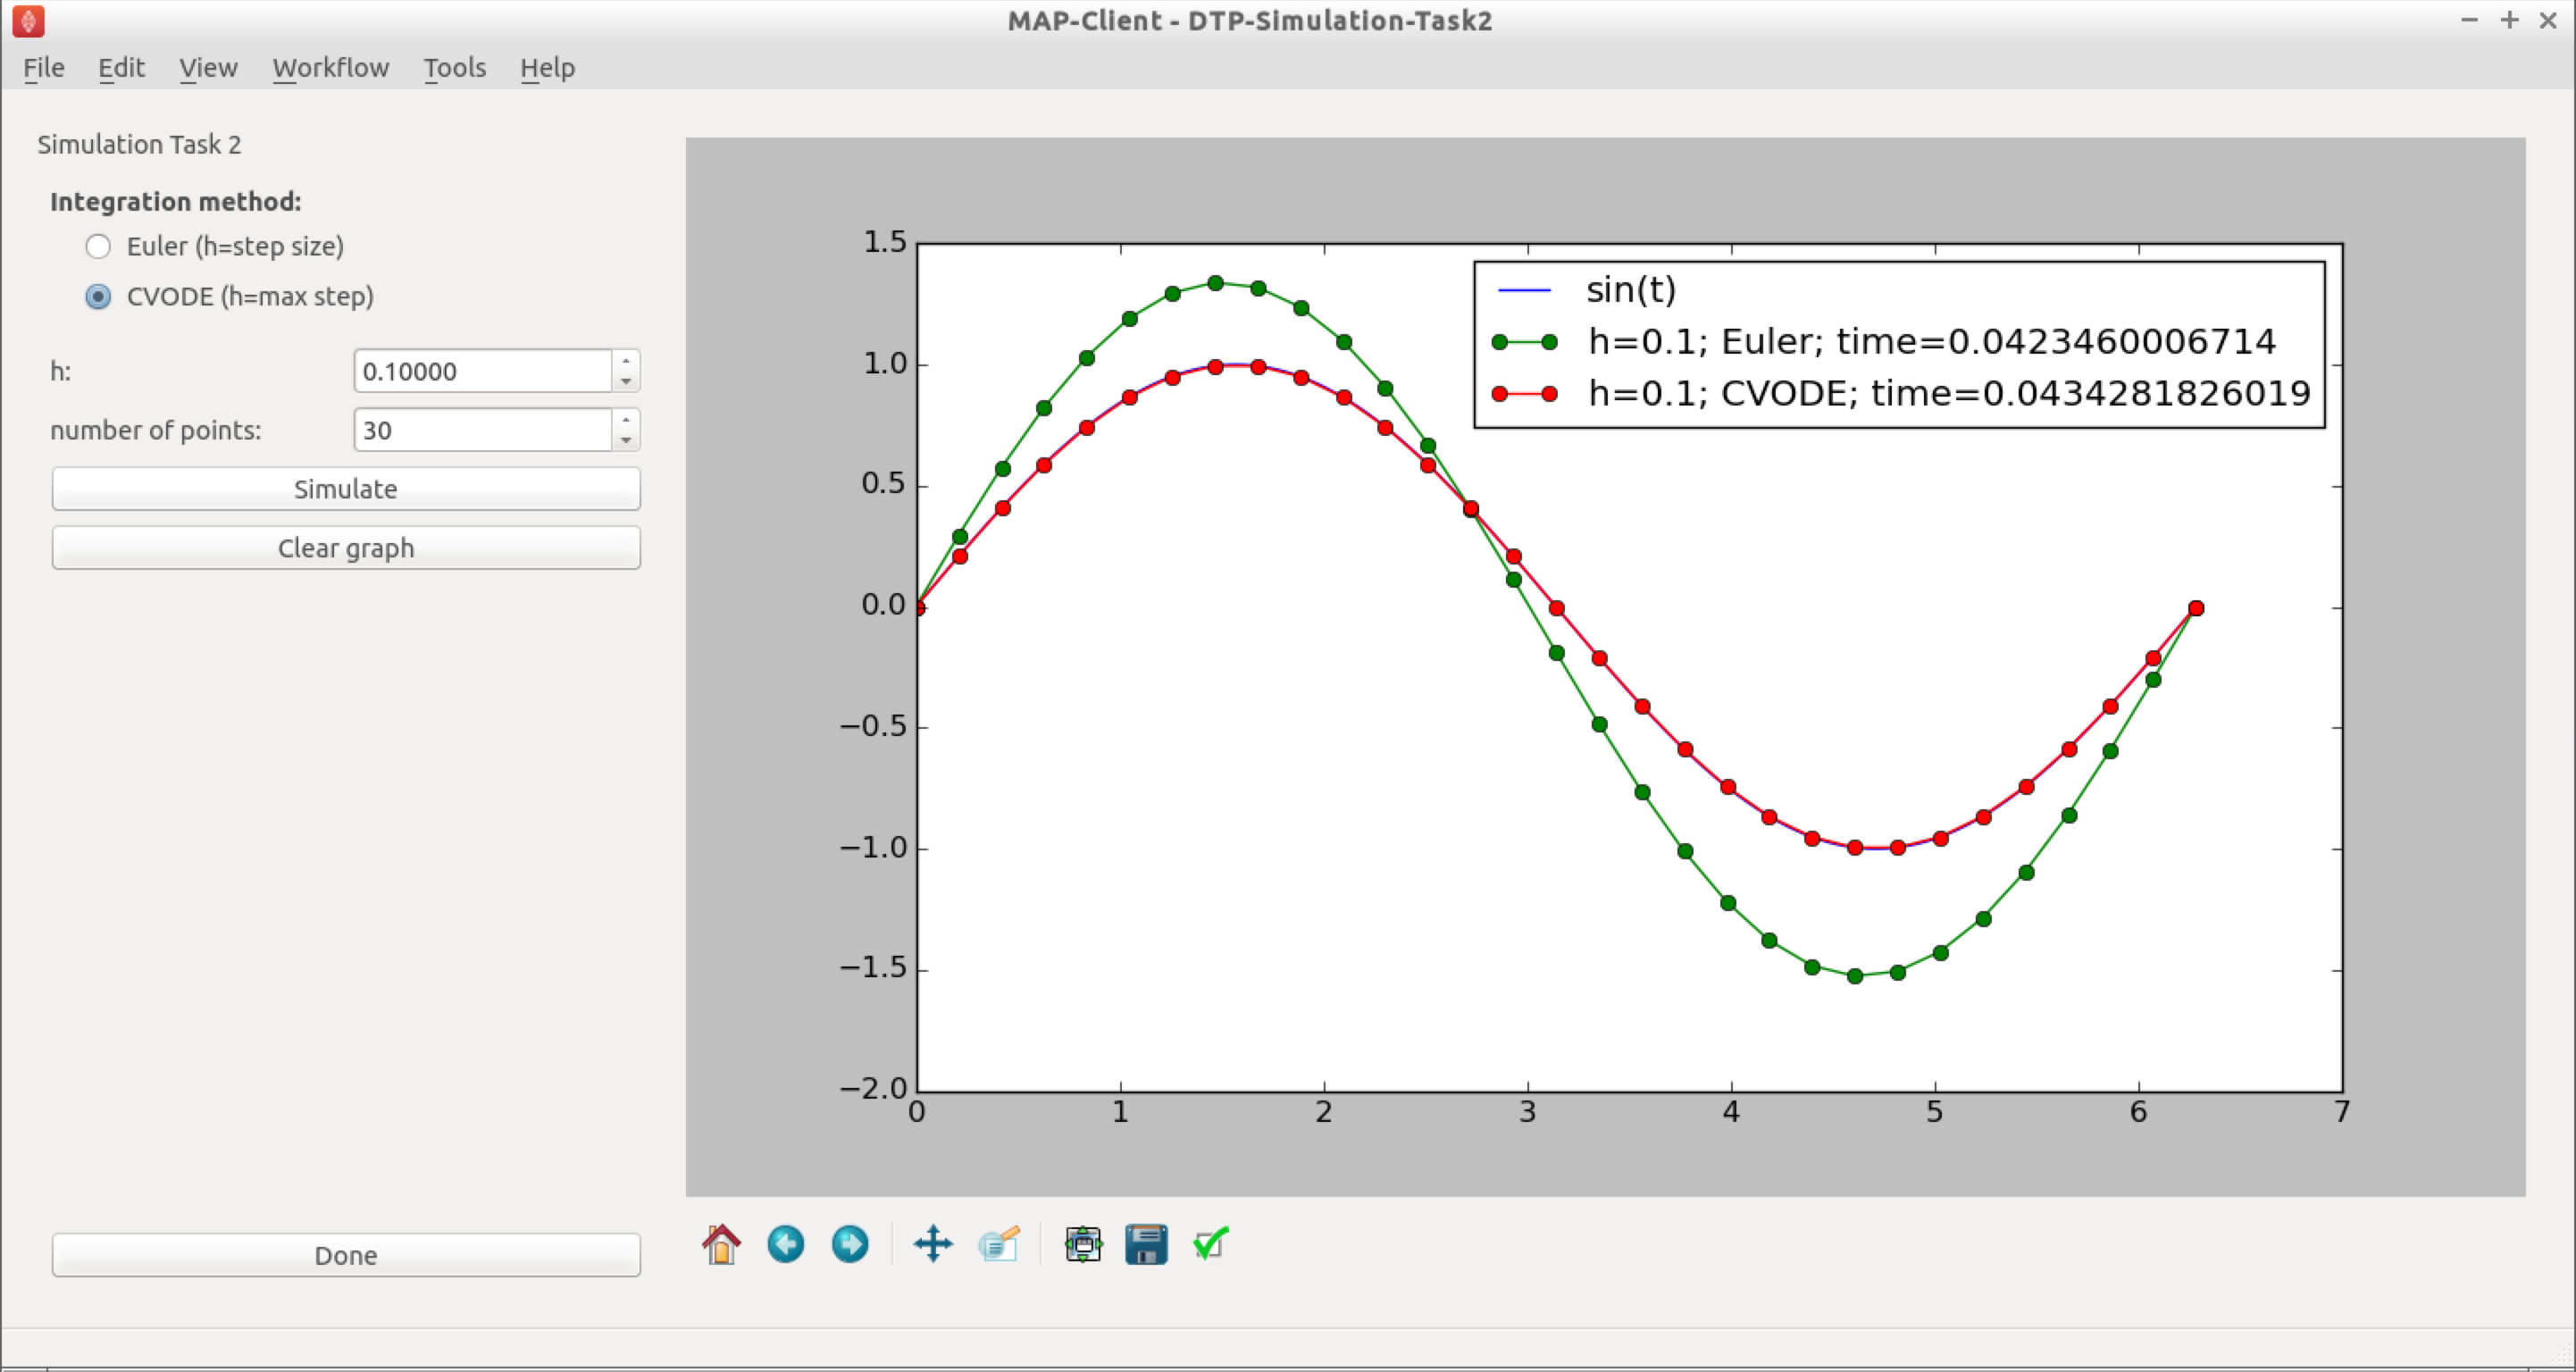 MAP-Client - DTP-Simulation-Task2
File Edit View Workflow Tools Help
Simulation Task 2
Integration method:
Euler (h=step size)
CVODE (h=max step)
h: 0.10000
number of points: 30
Simulate
Clear graph
Done
1.5
1.0
0.5
0.0
−0.5
−1.0
−1.5
−2.0
0 1 2 3 4 5 6 7
sin(t)
h=0.1; Euler; time=0.0423460006714
h=0.1; CVODE; time=0.0434281826019